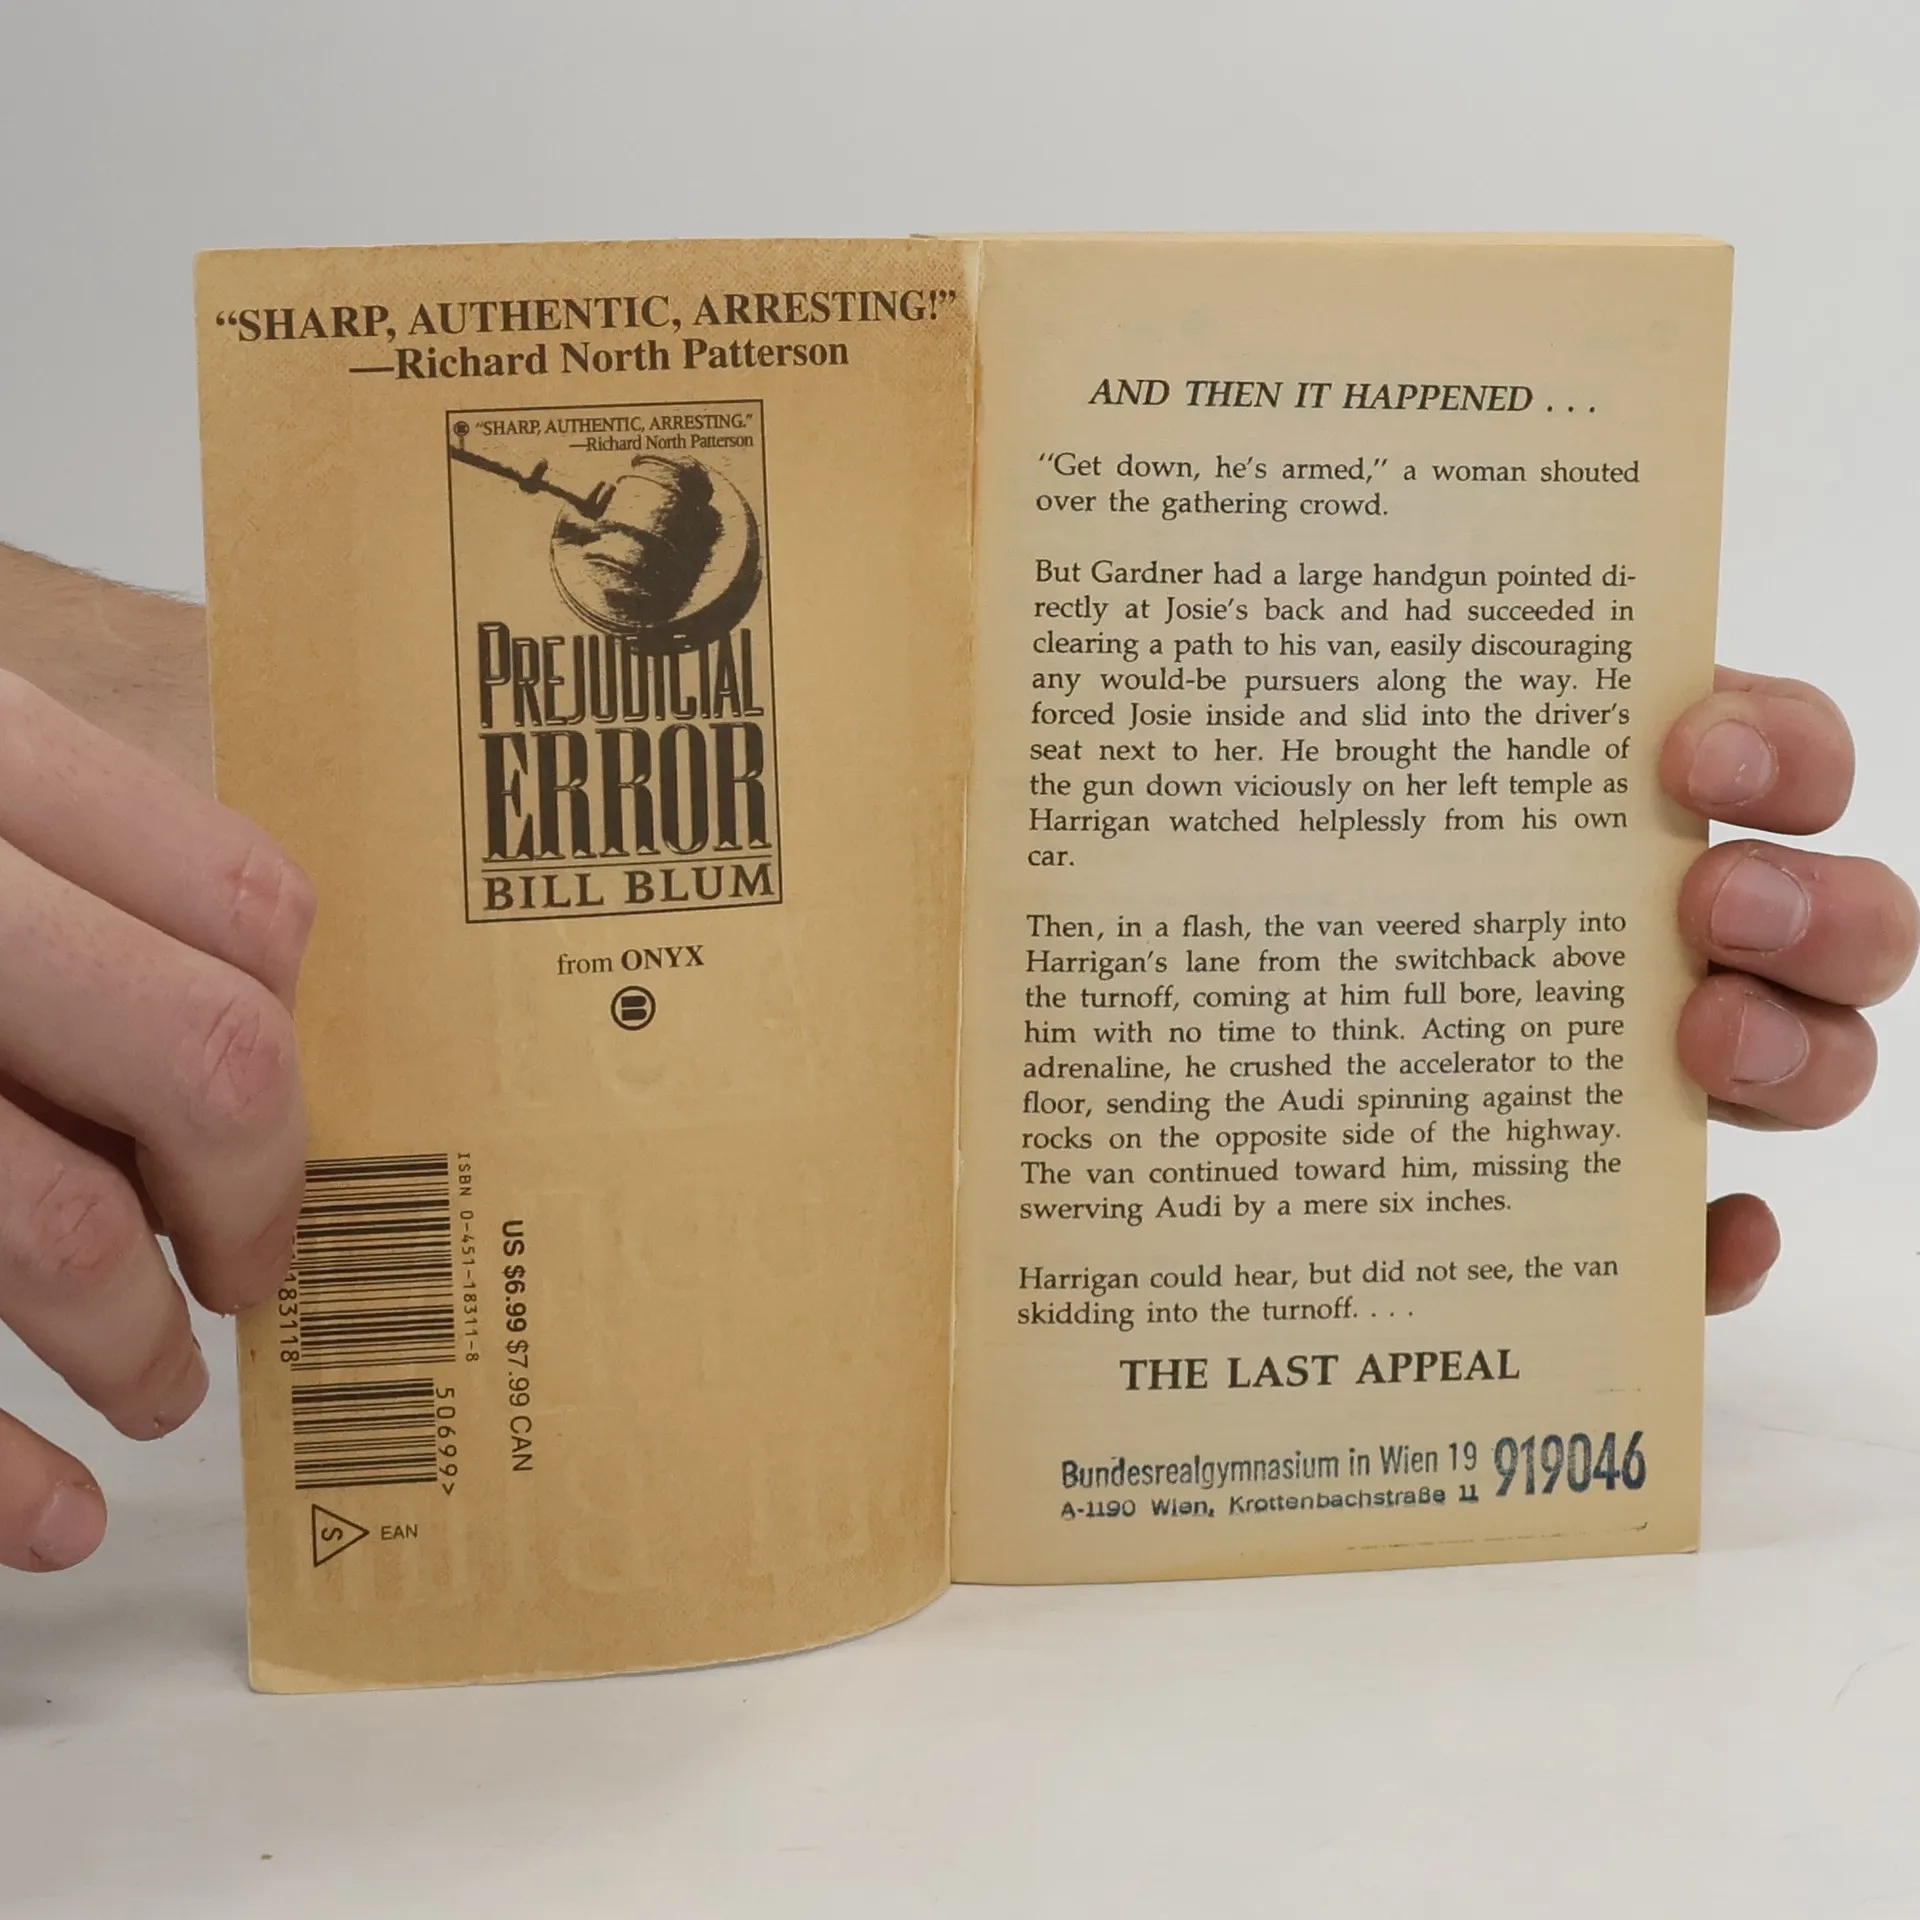 “SHARP, AUTHENTIC, ARRESTING!”
—Richard North Patterson
“SHARP, AUTHENTIC, ARRESTING.”
—Richard North Patterson
PREJUDICIAL
ERROR
BILL BLUM
from ONYX
ISBN 0-451-18311-8
18311 8
50699>
US $6.99 $7.99 CAN
S
EAN
AND THEN IT HAPPENED . . .
“Get down, he’s armed,” a woman shouted
over the gathering crowd.
But Gardner had a large handgun pointed di-
rectly at Josie’s back and had succeeded in
clearing a path to his van, easily discouraging
any would-be pursuers along the way. He
forced Josie inside and slid into the driver’s
seat next to her. He brought the handle of
the gun down viciously on her left temple as
Harrigan watched helplessly from his own
car.
Then, in a flash, the van veered sharply into
Harrigan’s lane from the switchback above
the turnoff, coming at him full bore, leaving
him with no time to think. Acting on pure
adrenaline, he crushed the accelerator to the
floor, sending the Audi spinning against the
rocks on the opposite side of the highway.
The van continued toward him, missing the
swerving Audi by a mere six inches.
Harrigan could hear, but did not see, the van
skidding into the turnoff. . . .
THE LAST APPEAL
Bundesrealgymnasium in Wien 19 919046
A-1190 Wien, Krottenbachstraße 11